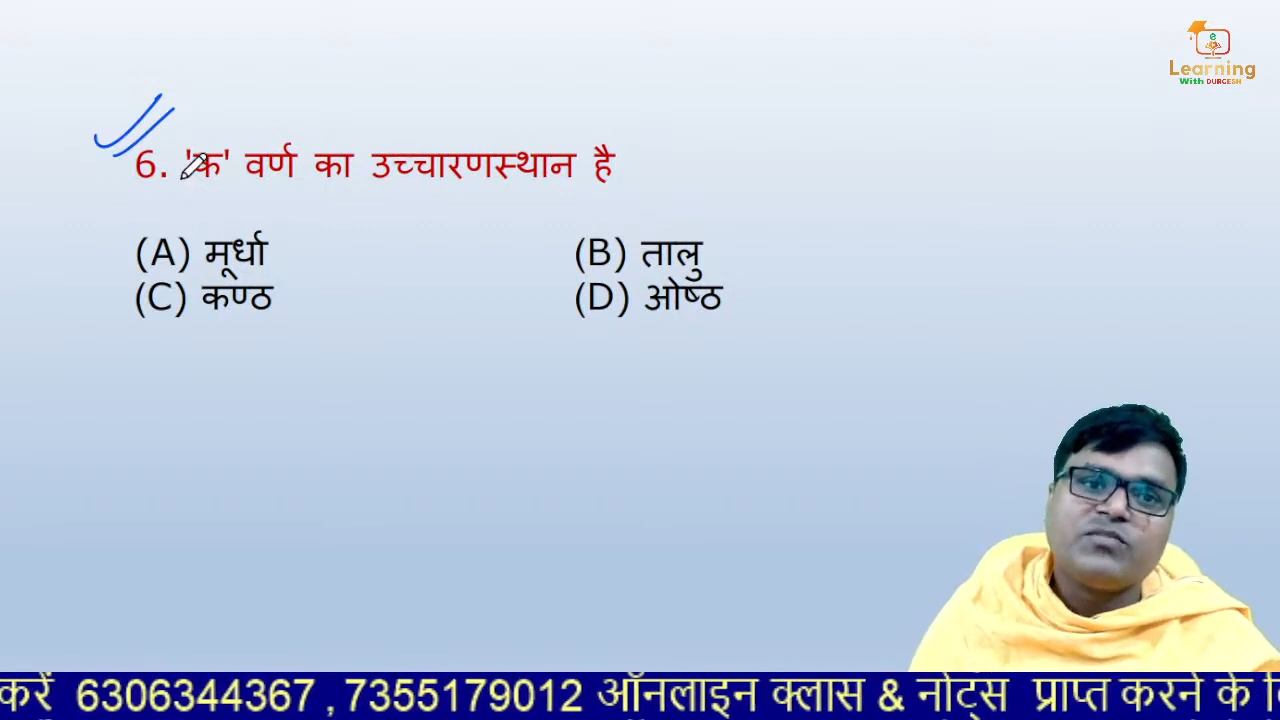 e
Learning
With DURGESH
6. 'क' वर्ण का उच्चारणस्थान है
(A) मूर्धा (B) तालु
(C) कण्ठ (D) ओष्ठ
करें 6306344367 , 7355179012 ऑनलाइन क्लास & नोट्स प्राप्त करने के